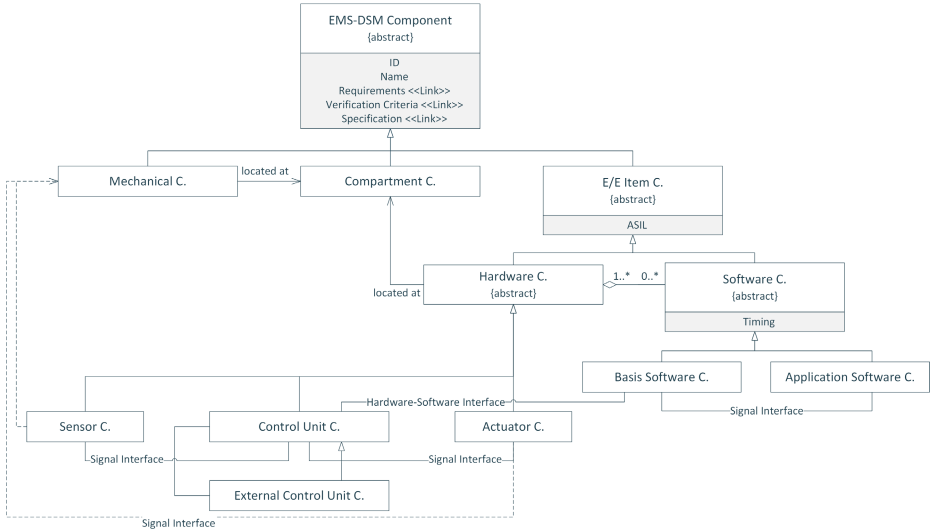 EMS-DSM Component
{abstract}
ID
Name
Requirements <<Link>>
Verification Criteria <<Link>>
Specification <<Link>>
Mechanical C.
located at
Compartment C.
E/E Item C.
{abstract}
ASIL
located at
Hardware C.
{abstract}
1..*
0..*
Software C.
{abstract}
Timing
Basis Software C.
Application Software C.
Hardware-Software Interface
Signal Interface
Sensor C.
Control Unit C.
Actuator C.
Signal Interface
Signal Interface
External Control Unit C.
Signal Interface